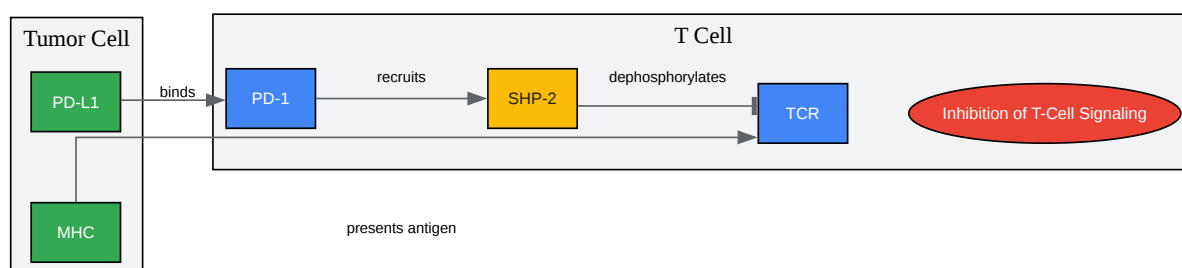 Tumor Cell
T Cell
PD-L1
binds
PD-1
recruits
SHP-2
dephosphorylates
TCR
Inhibition of T-Cell Signaling
MHC
presents antigen